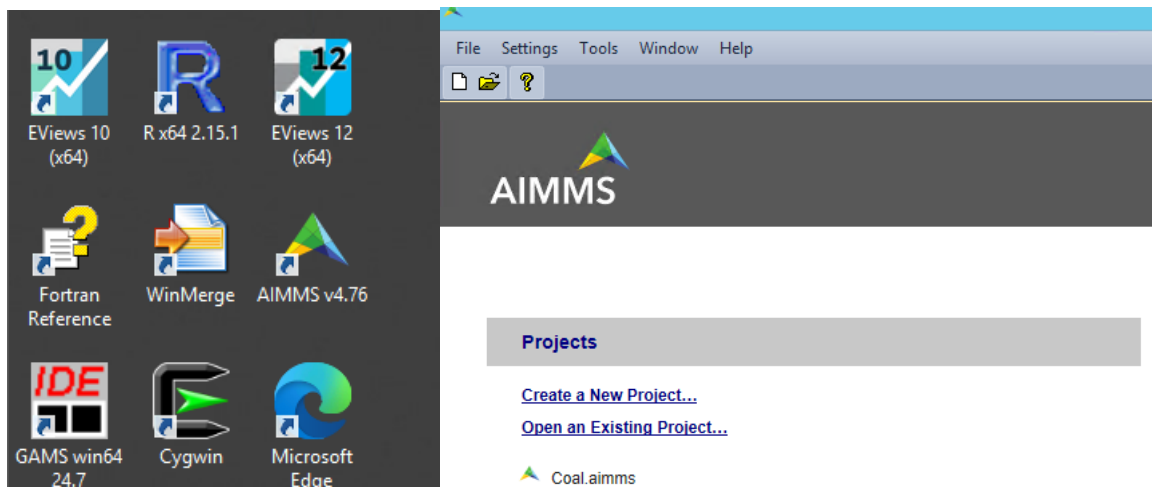 10
12
EViews 10
(x64)
R x64 2.15.1
EViews 12
(x64)
Fortran
Reference
WinMerge
AIMMS v4.76
IDE
GAMS win64
24.7
Cygwin
Microsoft
Edge
File Settings Tools Window Help
AIMMS
Projects
Create a New Project...
Open an Existing Project...
Coal.aimms